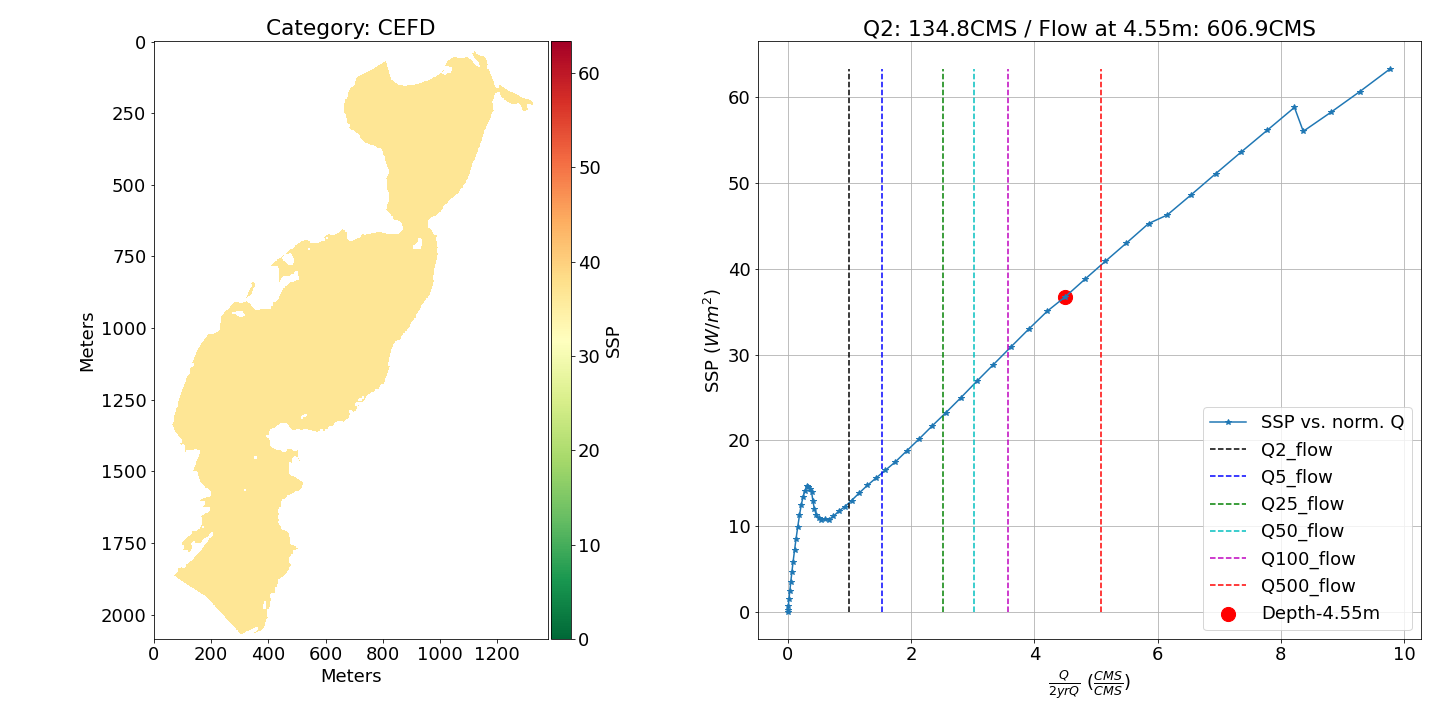 Category: CEFD
0
250
500
750
1000
1250
1500
1750
2000
Meters
0 200 400 600 800 1000 1200
Meters
60
50
40
30
20
10
0
SSP
Q2: 134.8CMS / Flow at 4.55m: 606.9CMS
60
50
40
30
20
10
0
SSP (W/m²)
0 2 4 6 8 10
Q/2yrQ (CMS/CMS)
SSP vs. norm. Q
Q2_flow
Q5_flow
Q25_flow
Q50_flow
Q100_flow
Q500_flow
Depth-4.55m